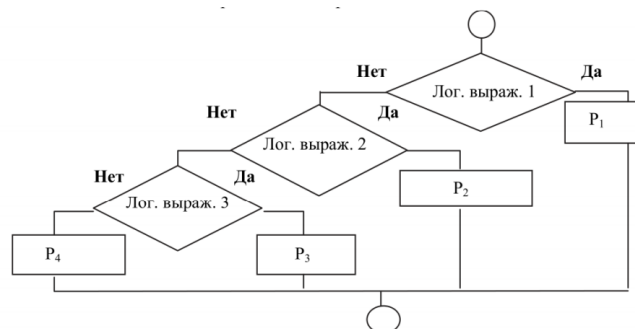 Нет
Да
Лог. выраж. 1
Нет
Да
P₁
Лог. выраж. 2
Нет
Да
P₂
Лог. выраж. 3
P₄
P₃